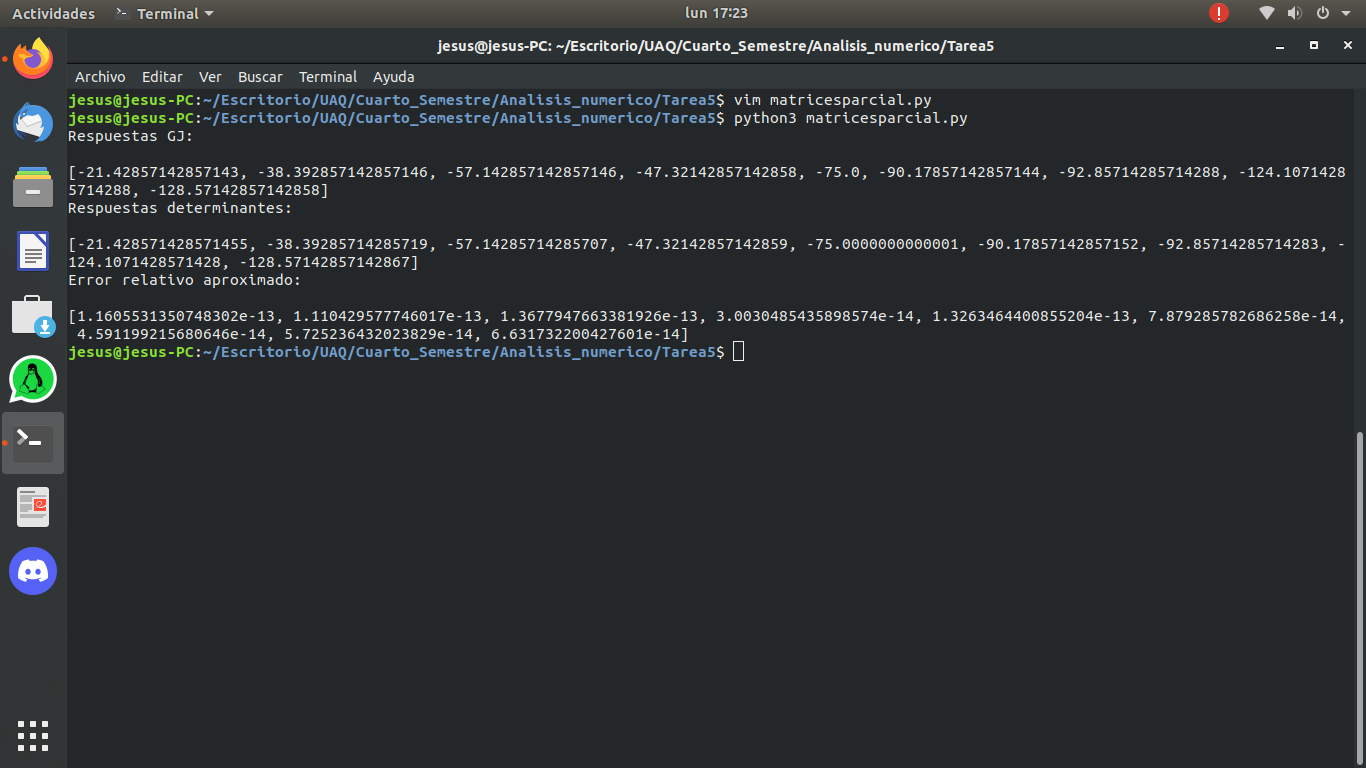 Actividades
Terminal
lun 17:23
jesus@jesus-PC: ~/Escritorio/UAQ/Cuarto_Semestre/Analisis_numerico/Tarea5
Archivo Editar Ver Buscar Terminal Ayuda
jesus@jesus-PC:~/Escritorio/UAQ/Cuarto_Semestre/Analisis_numerico/Tarea5$ vim matricesparcial.py
jesus@jesus-PC:~/Escritorio/UAQ/Cuarto_Semestre/Analisis_numerico/Tarea5$ python3 matricesparcial.py
Respuestas GJ:
[-21.42857142857143, -38.392857142857146, -57.142857142857146, -47.32142857142858, -75.0, -90.17857142857144, -92.85714285714288, -124.1071428
5714288, -128.57142857142858]
Respuestas determinantes:
[-21.428571428571455, -38.39285714285719, -57.14285714285707, -47.32142857142859, -75.0000000000001, -90.17857142857152, -92.85714285714283, -
124.1071428571428, -128.57142857142867]
Error relativo aproximado:
[1.1605531350748302e-13, 1.110429577746017e-13, 1.3677947663381926e-13, 3.0030485435898574e-14, 1.3263464400855204e-13, 7.879285782686258e-14,
4.591199215680646e-14, 5.725236432023829e-14, 6.631732200427601e-14]
jesus@jesus-PC:~/Escritorio/UAQ/Cuarto_Semestre/Analisis_numerico/Tarea5$